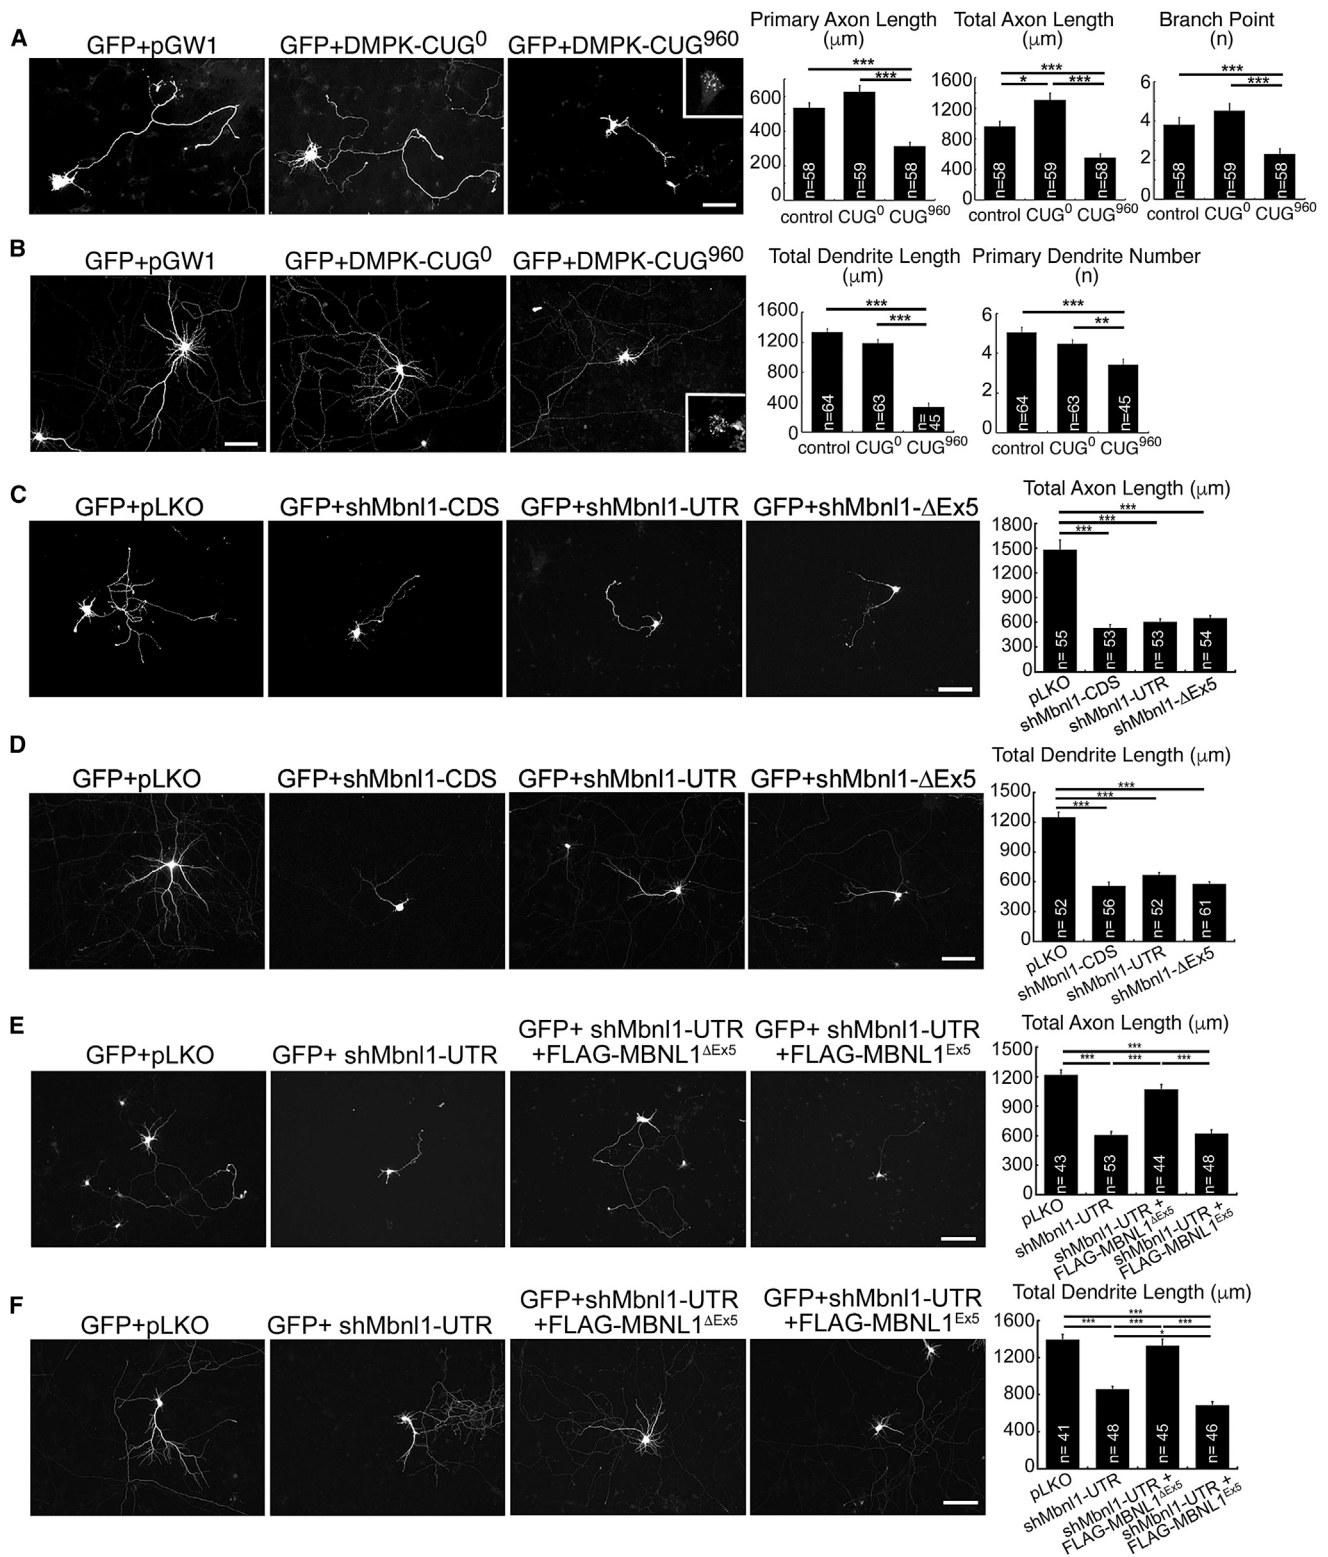 A
GFP+pGW1
GFP+DMPK-CUG⁰
GFP+DMPK-CUG⁹⁶⁰
Primary Axon Length
(μm)
***
***
600
400
200
0
n=58
n=59
n=58
control CUG⁰ CUG⁹⁶⁰
Total Axon Length
(μm)
***
* ***
1600
1200
800
400
0
n=58
n=59
n=58
control CUG⁰ CUG⁹⁶⁰
Branch Point
(n)
***
***
6
4
2
0
n=58
n=59
n=58
control CUG⁰ CUG⁹⁶⁰
B
GFP+pGW1
GFP+DMPK-CUG⁰
GFP+DMPK-CUG⁹⁶⁰
Total Dendrite Length
(μm)
***
***
1600
1200
800
400
0
n=64
n=63
n=
45
control CUG⁰ CUG⁹⁶⁰
Primary Dendrite Number
(n)
***
**
6
4
2
0
n=64
n=63
n=45
control CUG⁰ CUG⁹⁶⁰
C
GFP+pLKO
GFP+shMbnl1-CDS
GFP+shMbnl1-UTR
GFP+shMbnl1-ΔEx5
Total Axon Length (μm)
***
***
***
1800
1500
1200
900
600
300
0
n= 55
n= 53
n= 53
n= 54
pLKO
shMbnl1-CDS
shMbnl1-UTR
shMbnl1-ΔEx5
D
GFP+pLKO
GFP+shMbnl1-CDS
GFP+shMbnl1-UTR
GFP+shMbnl1-ΔEx5
Total Dendrite Length (μm)
***
***
***
1500
1200
900
600
300
0
n= 52
n= 56
n= 52
n= 61
pLKO
shMbnl1-CDS
shMbnl1-UTR
shMbnl1-ΔEx5
E
GFP+pLKO
GFP+ shMbnl1-UTR
GFP+ shMbnl1-UTR
+FLAG-MBNL1ΔEx5
GFP+ shMbnl1-UTR
+FLAG-MBNL1Ex5
Total Axon Length (μm)
***
*** *** ***
1500
1200
900
600
300
0
n= 43
n= 53
n= 44
n= 48
pLKO
shMbnl1-UTR
shMbnl1-UTR +
FLAG-MBNL1ΔEx5
shMbnl1-UTR +
FLAG-MBNL1Ex5
F
GFP+pLKO
GFP+ shMbnl1-UTR
GFP+shMbnl1-UTR
+FLAG-MBNL1ΔEx5
GFP+shMbnl1-UTR
+FLAG-MBNL1Ex5
Total Dendrite Length (μm)
***
*** *** ***
*
1600
1200
800
400
0
n= 41
n= 48
n= 45
n= 46
pLKO
shMbnl1-UTR
shMbnl1-UTR +
FLAG-MBNL1ΔEx5
shMbnl1-UTR +
FLAG-MBNL1Ex5